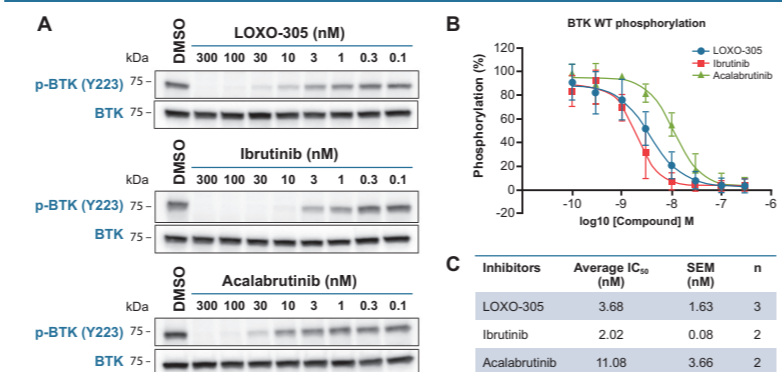 A
LOXO-305 (nM)
DMSO
kDa 300 100 30 10 3 1 0.3 0.1
p-BTK (Y223) 75 –
BTK 75 –
Ibrutinib (nM)
DMSO
300 100 30 10 3 1 0.3 0.1
p-BTK (Y223) 75 –
BTK 75 –
Acalabrutinib (nM)
DMSO
kDa 300 100 30 10 3 1 0.3 0.1
p-BTK (Y223) 75 –
BTK 75 –
B
BTK WT phosphorylation
Phosphorylation (%)
120
100
80
60
40
20
0
-20
LOXO-305
Ibrutinib
Acalabrutinib
-10 -9 -8 -7 -6
log10 [Compound] M
C
Inhibitors Average IC₅₀ (nM) SEM (nM) n
LOXO-305 3.68 1.63 3
Ibrutinib 2.02 0.08 2
Acalabrutinib 11.08 3.66 2